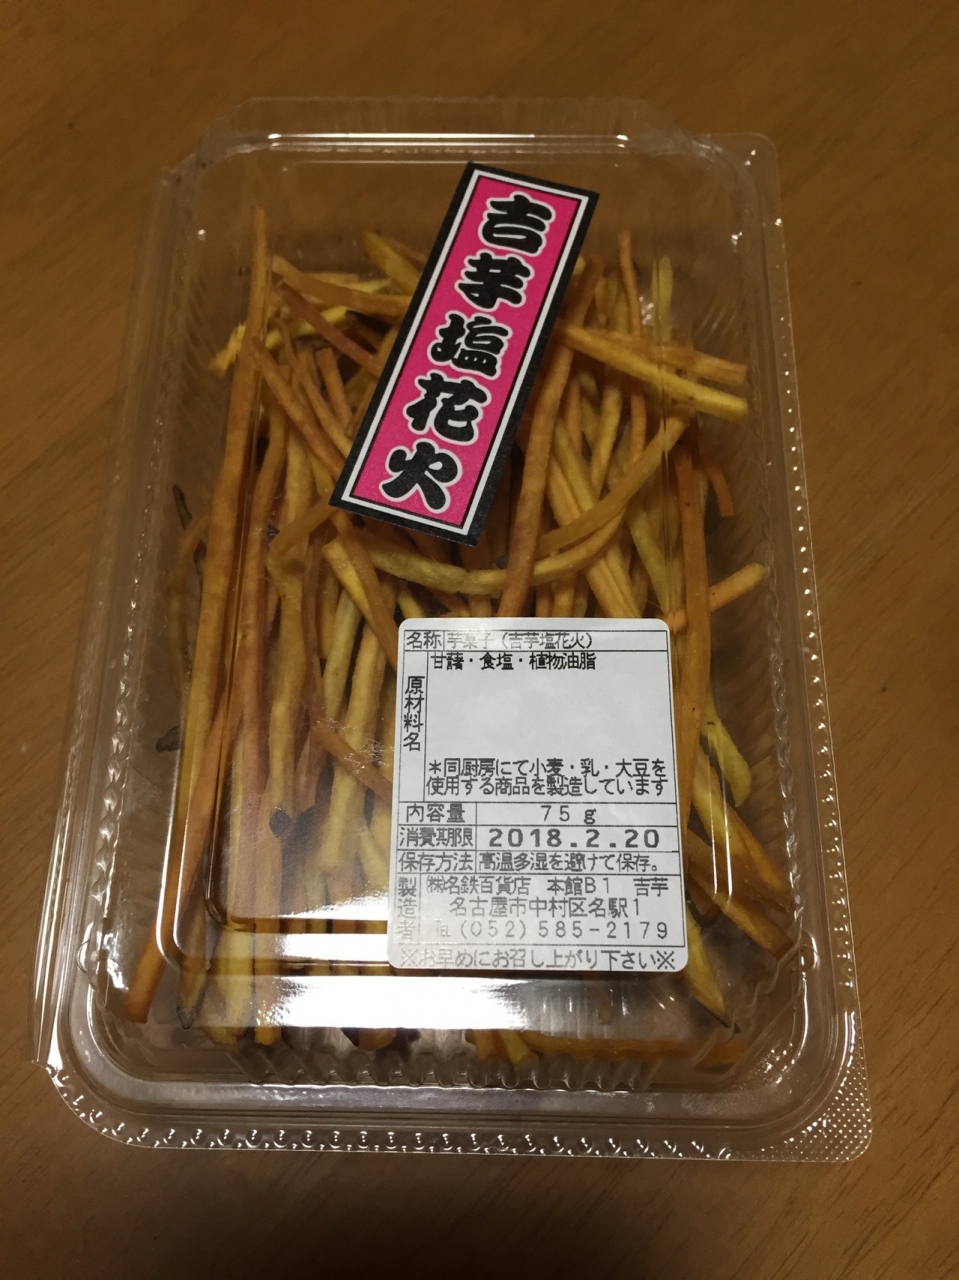 吉芋塩花火
名称 芋菓子(吉芋塩花火)
原材料名
甘藷・食塩・植物油脂
*同厨房にて小麦・乳・大豆を
使用する商品を製造しています
内容量 75g
消費期限 2018.2.20
保存方法 高温多湿を避けて保存。
製造者
㈱名鉄百貨店 本館B1 吉芋
名古屋市中村区名駅1
℡(052)585-2179
※お早めにお召し上がり下さい※